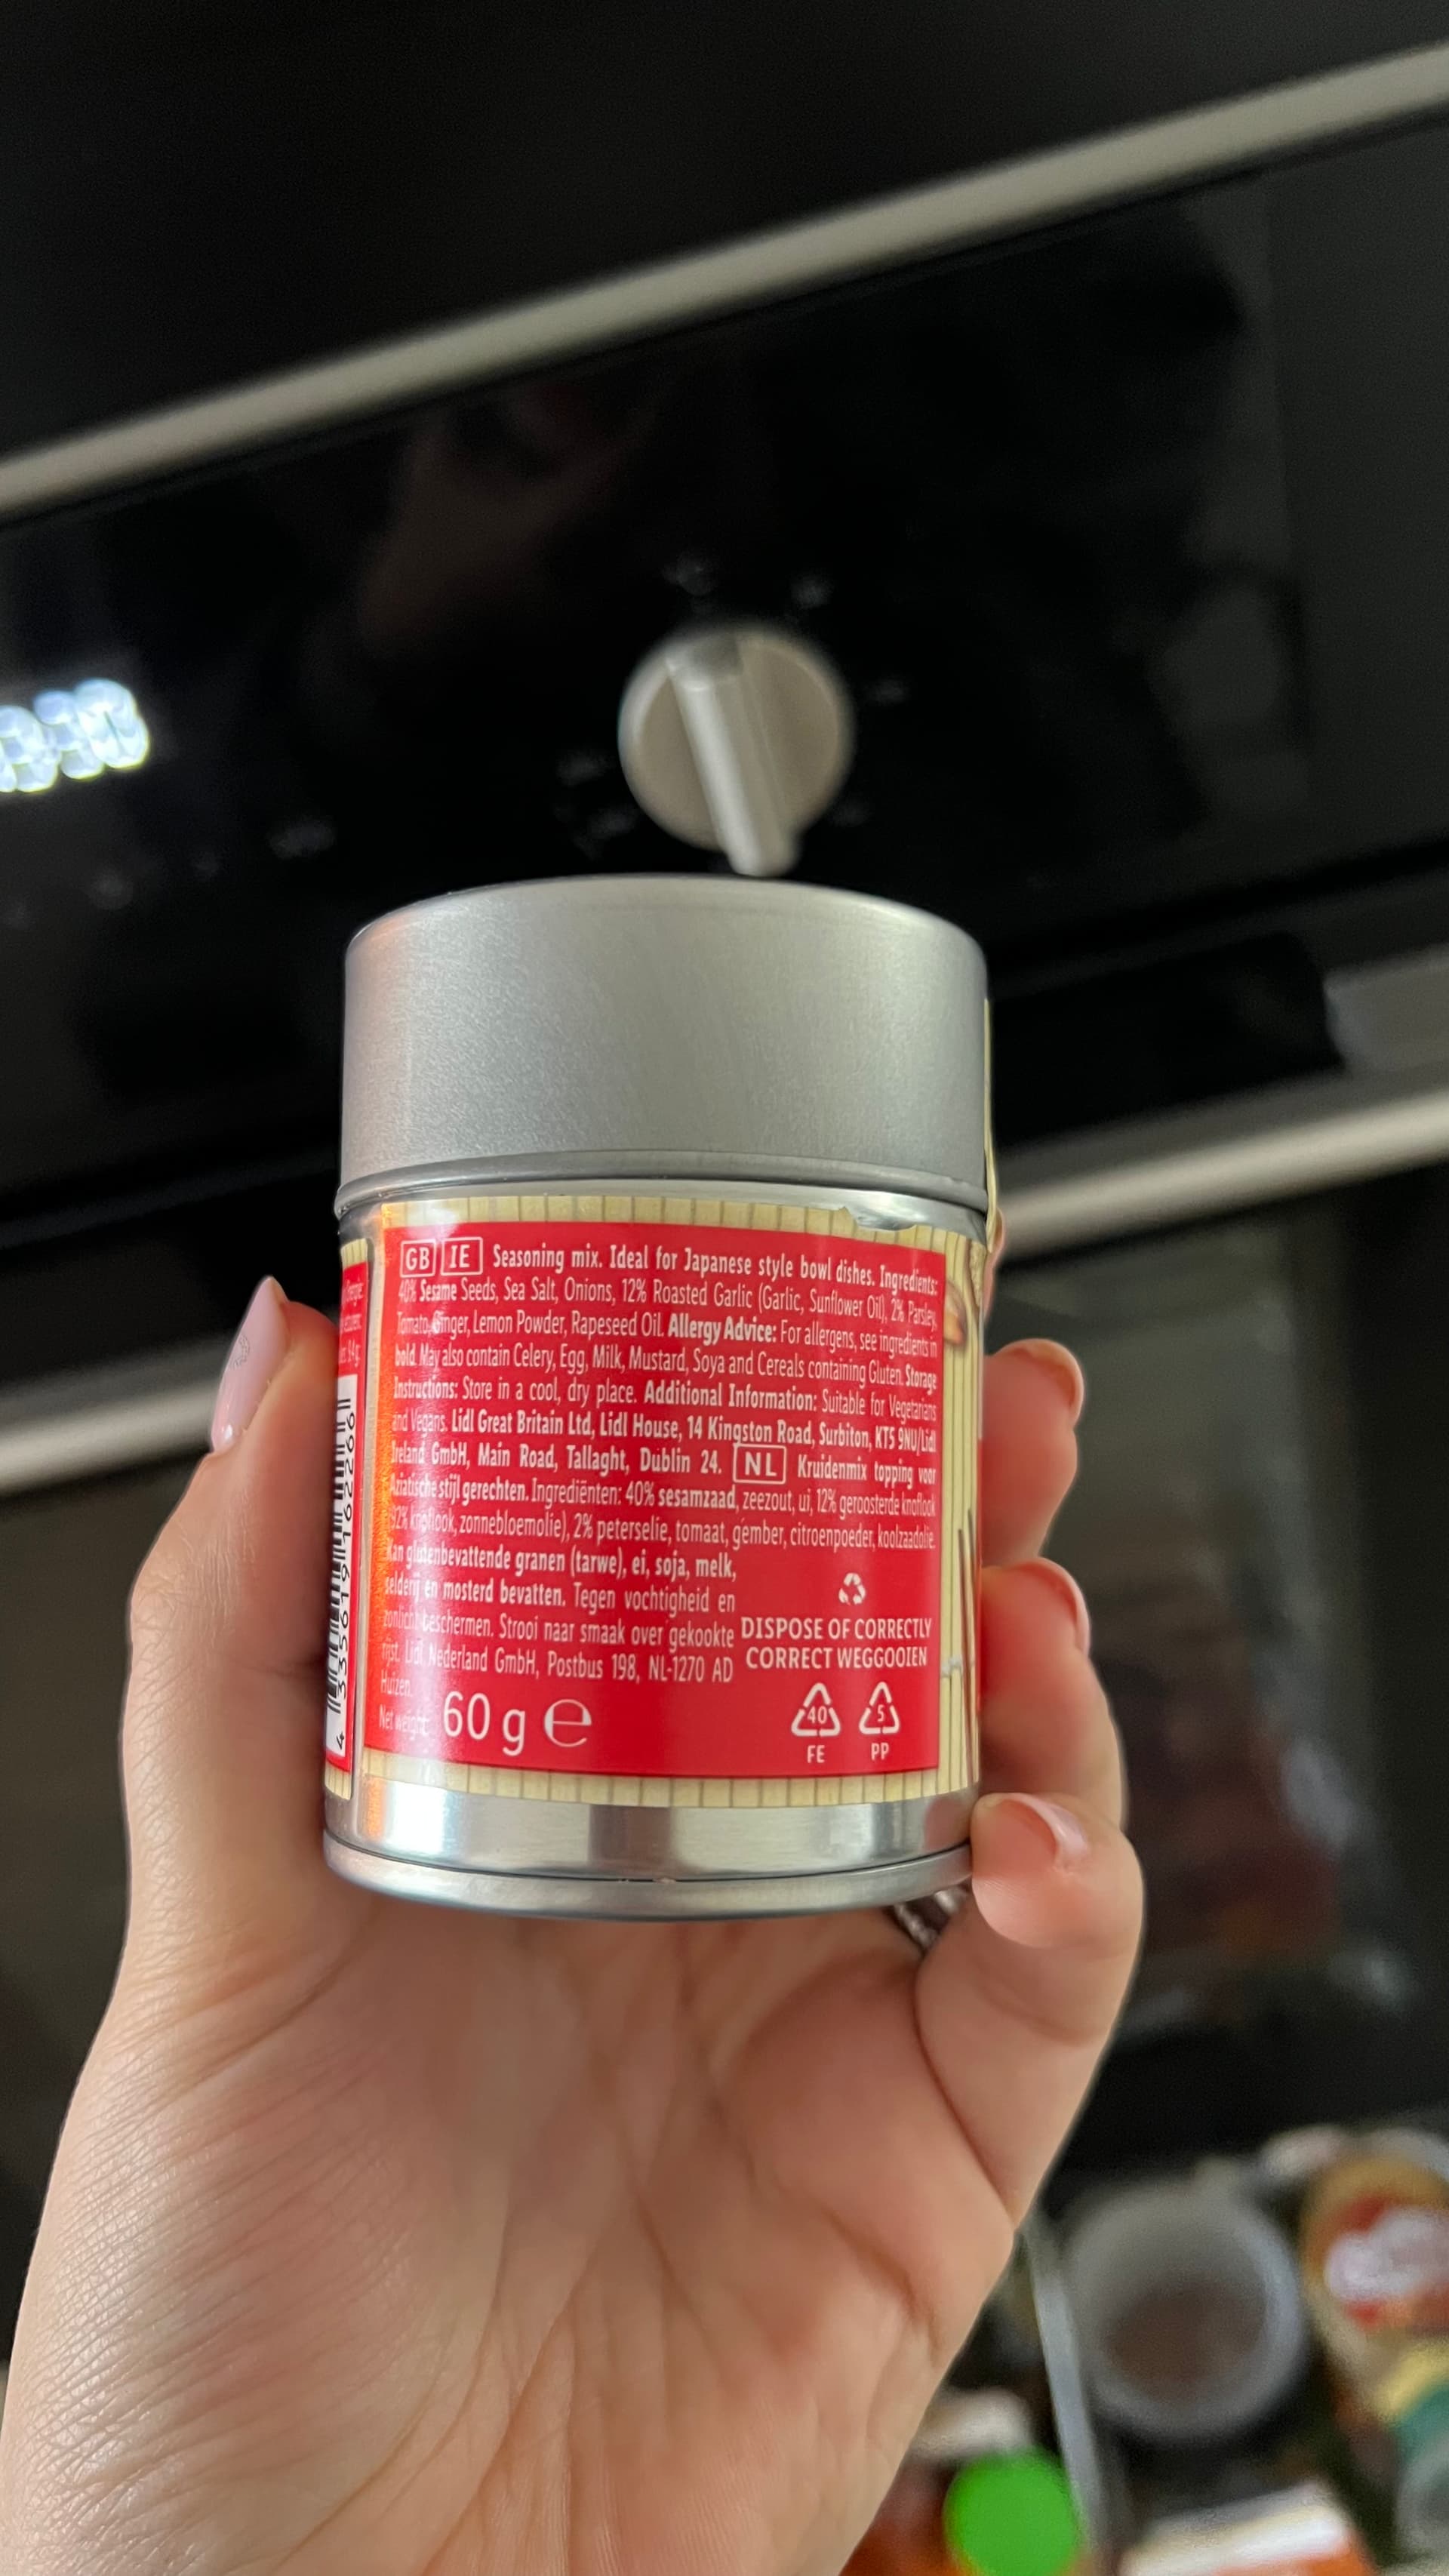 GB IE Seasoning mix. Ideal for Japanese style bowl dishes. Ingredients:
40% Sesame Seeds, Sea Salt, Onions, 12% Roasted Garlic (Garlic, Sunflower Oil), 2% Parsley,
Tomato, Ginger, Lemon Powder, Rapeseed Oil. Allergy Advice: For allergens, see ingredients in
bold. May also contain Celery, Egg, Milk, Mustard, Soya and Cereals containing Gluten. Storage
Instructions: Store in a cool, dry place. Additional Information: Suitable for Vegetarians
and Vegans. Lidl Great Britain Ltd, Lidl House, 14 Kingston Road, Surbiton, KT5 9NU/Lidl
Ireland GmbH, Main Road, Tallaght, Dublin 24. NL Kruidenmix topping voor
Aziatische stijl gerechten. Ingrediënten: 40% sesamzaad, zeezout, ui, 12% geroosterde knoflook
(92% knoflook, zonnebloemolie), 2% peterselie, tomaat, gember, citroenpoeder, koolzaadolie.
Kan glutenbevattende granen (tarwe), ei, soja, melk,
selderij en mosterd bevatten. Tegen vochtigheid en
zonlicht beschermen. Strooi naar smaak over gekookte
rijst. Lidl Nederland GmbH, Postbus 198, NL-1270 AD
Huizen.
Net weight: 60 g e
DISPOSE OF CORRECTLY
CORRECT WEGGOOIEN
40 5
FE PP
4 335619 162266